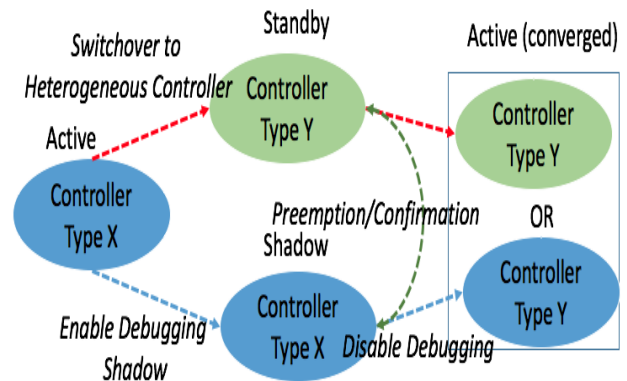 Switchover to
Heterogeneous Controller
Standby
Controller
Type Y
Active (converged)
Controller
Type Y
Active
Controller
Type X
Preemption/Confirmation
OR
Shadow
Controller
Type X
Controller
Type Y
Enable Debugging
Shadow
Disable Debugging